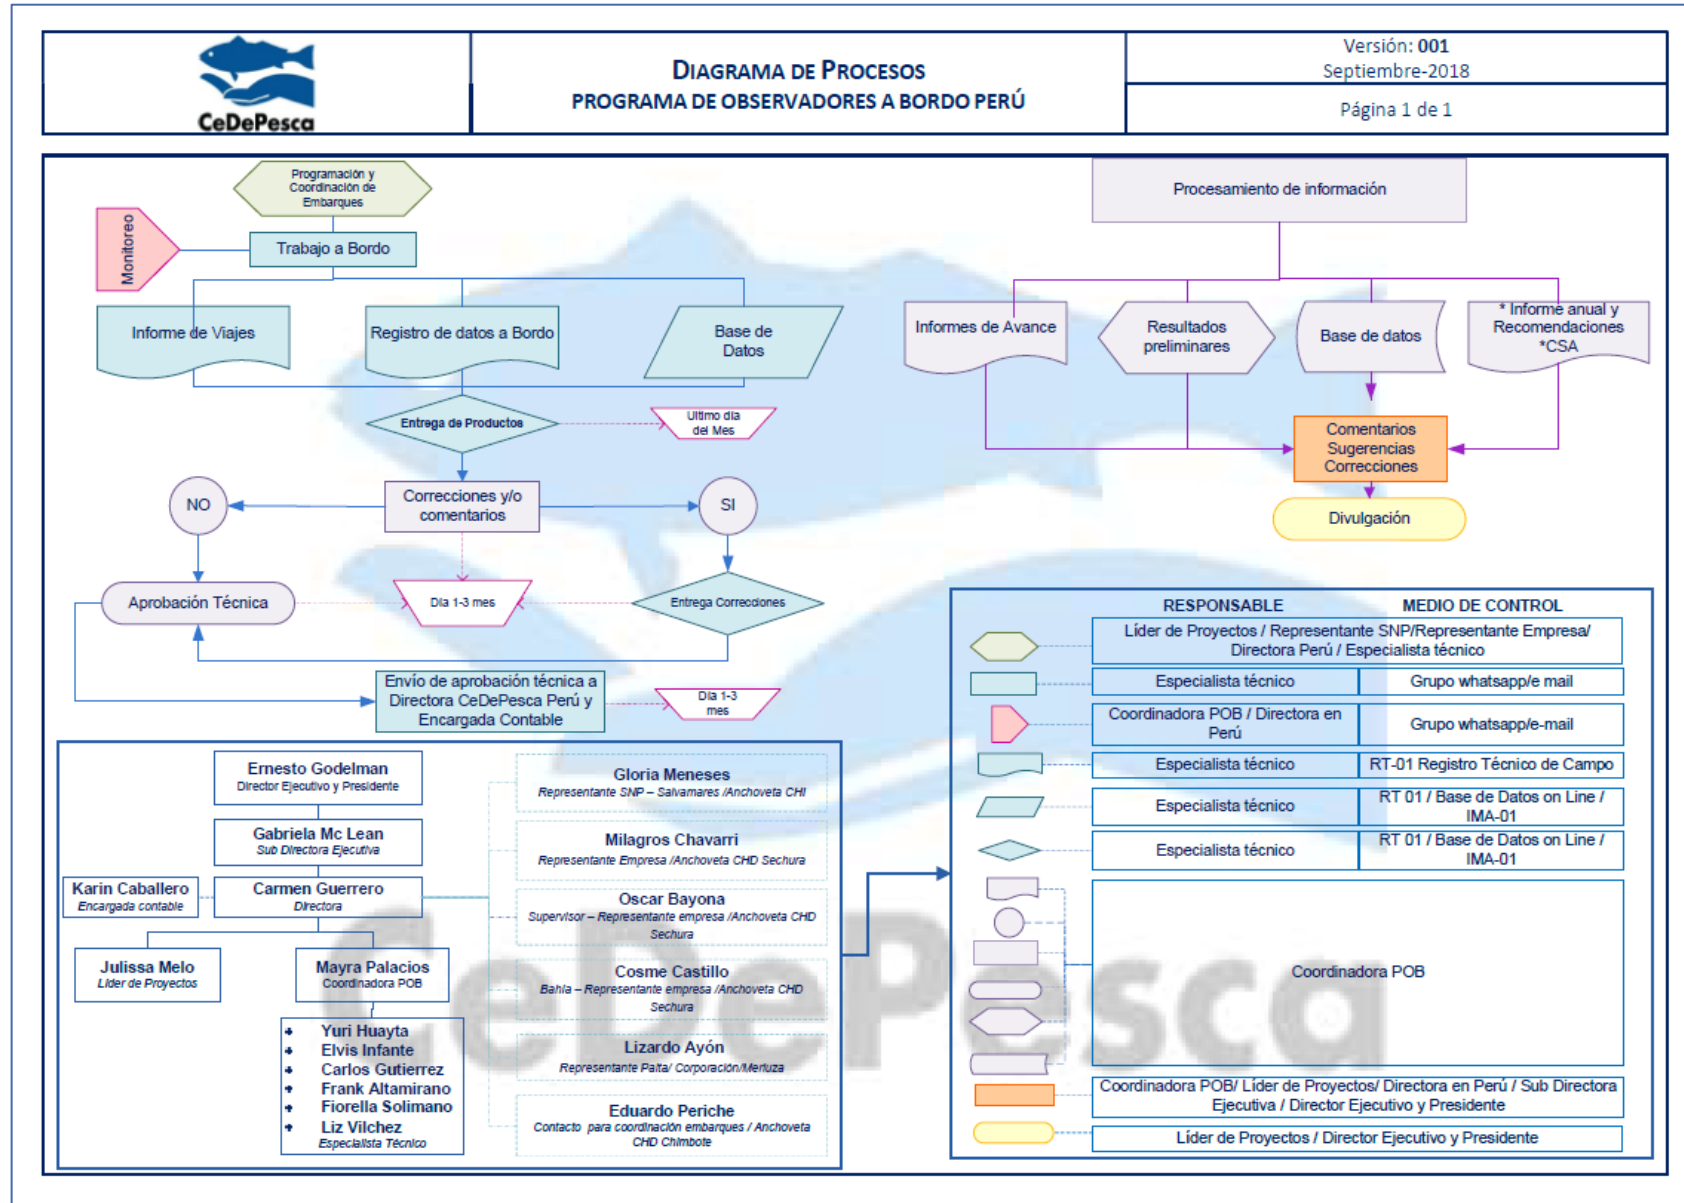 CeDePesca
DIAGRAMA DE PROCESOS
PROGRAMA DE OBSERVADORES A BORDO PERÚ
Versión: 001
Septiembre-2018
Página 1 de 1
Programación y
Coordinación de
Embarques
Monitoreo
Trabajo a Bordo
Informe de Viajes
Registro de datos a Bordo
Base de
Datos
Entrega de Productos
Ultimo día
del Mes
NO
Correcciones y/o
comentarios
SI
Aprobación Técnica
Día 1-3 mes
Entrega Correcciones
Envío de aprobación técnica a
Directora CeDePesca Perú y
Encargada Contable
Día 1-3
mes
Procesamiento de información
Informes de Avance
Resultados
preliminares
Base de datos
* Informe anual y
Recomendaciones
*CSA
Comentarios
Sugerencias
Correcciones
Divulgación
Ernesto Godelman
Director Ejecutivo y Presidente
Gabriela Mc Lean
Sub Directora Ejecutiva
Karin Caballero
Encargada contable
Carmen Guerrero
Directora
Julissa Melo
Líder de Proyectos
Mayra Palacios
Coordinadora POB
Yuri Huayta
Elvis Infante
Carlos Gutierrez
Frank Altamirano
Fiorella Solimano
Liz Vilchez
Especialista Técnico
Gloria Meneses
Representante SNP – Salvamares /Anchoveta CHI
Milagros Chavarri
Representante Empresa /Anchoveta CHD Sechura
Oscar Bayona
Supervisor – Representante empresa /Anchoveta CHD
Sechura
Cosme Castillo
Bahía – Representante empresa /Anchoveta CHD
Sechura
Lizardo Ayón
Representante Paita/ Corporación/Merluza
Eduardo Periche
Contacto para coordinación embarques / Anchoveta
CHD Chimbote
RESPONSABLE MEDIO DE CONTROL
Líder de Proyectos / Representante SNP/Representante Empresa/
Directora Perú / Especialista técnico
Especialista técnico Grupo whatsapp/e mail
Coordinadora POB / Directora en
Perú
Grupo whatsapp/e-mail
Especialista técnico RT-01 Registro Técnico de Campo
Especialista técnico
RT 01 / Base de Datos on Line /
IMA-01
Especialista técnico
RT 01 / Base de Datos on Line /
IMA-01
Coordinadora POB
Coordinadora POB/ Líder de Proyectos/ Directora en Perú / Sub Directora
Ejecutiva / Director Ejecutivo y Presidente
Líder de Proyectos / Director Ejecutivo y Presidente
CeDePesca